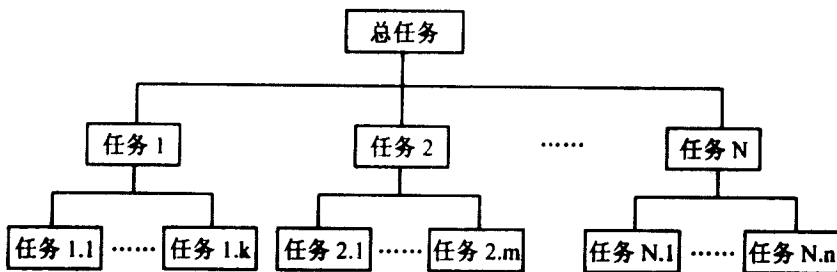 总任务
任务 1 任务 2 …… 任务 N
任务 1.1 …… 任务 1.k 任务 2.1 …… 任务 2.m 任务 N.1 …… 任务 N.n